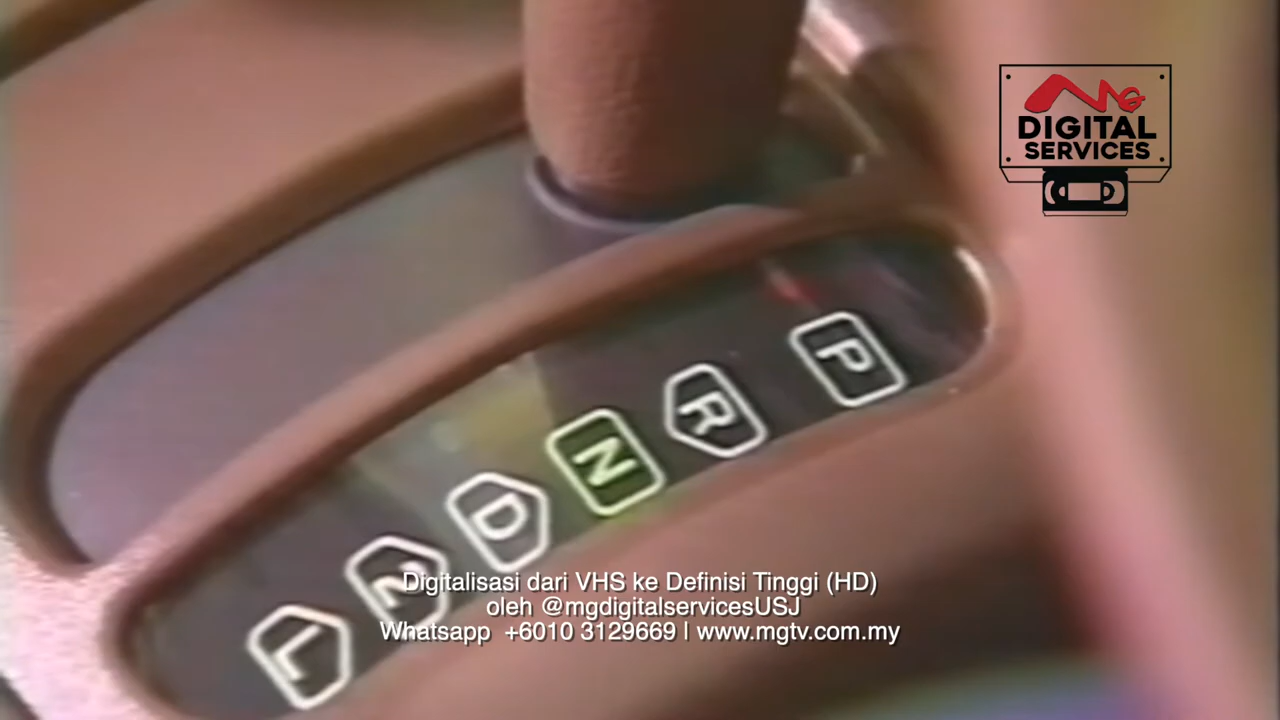 Mg
DIGITAL
SERVICES
P
R
N
D
2
L
Digitalisasi dari VHS ke Definisi Tinggi (HD)
oleh @mgdigitalservicesUSJ
Whatsapp +6010 3129669 | www.mgtv.com.my